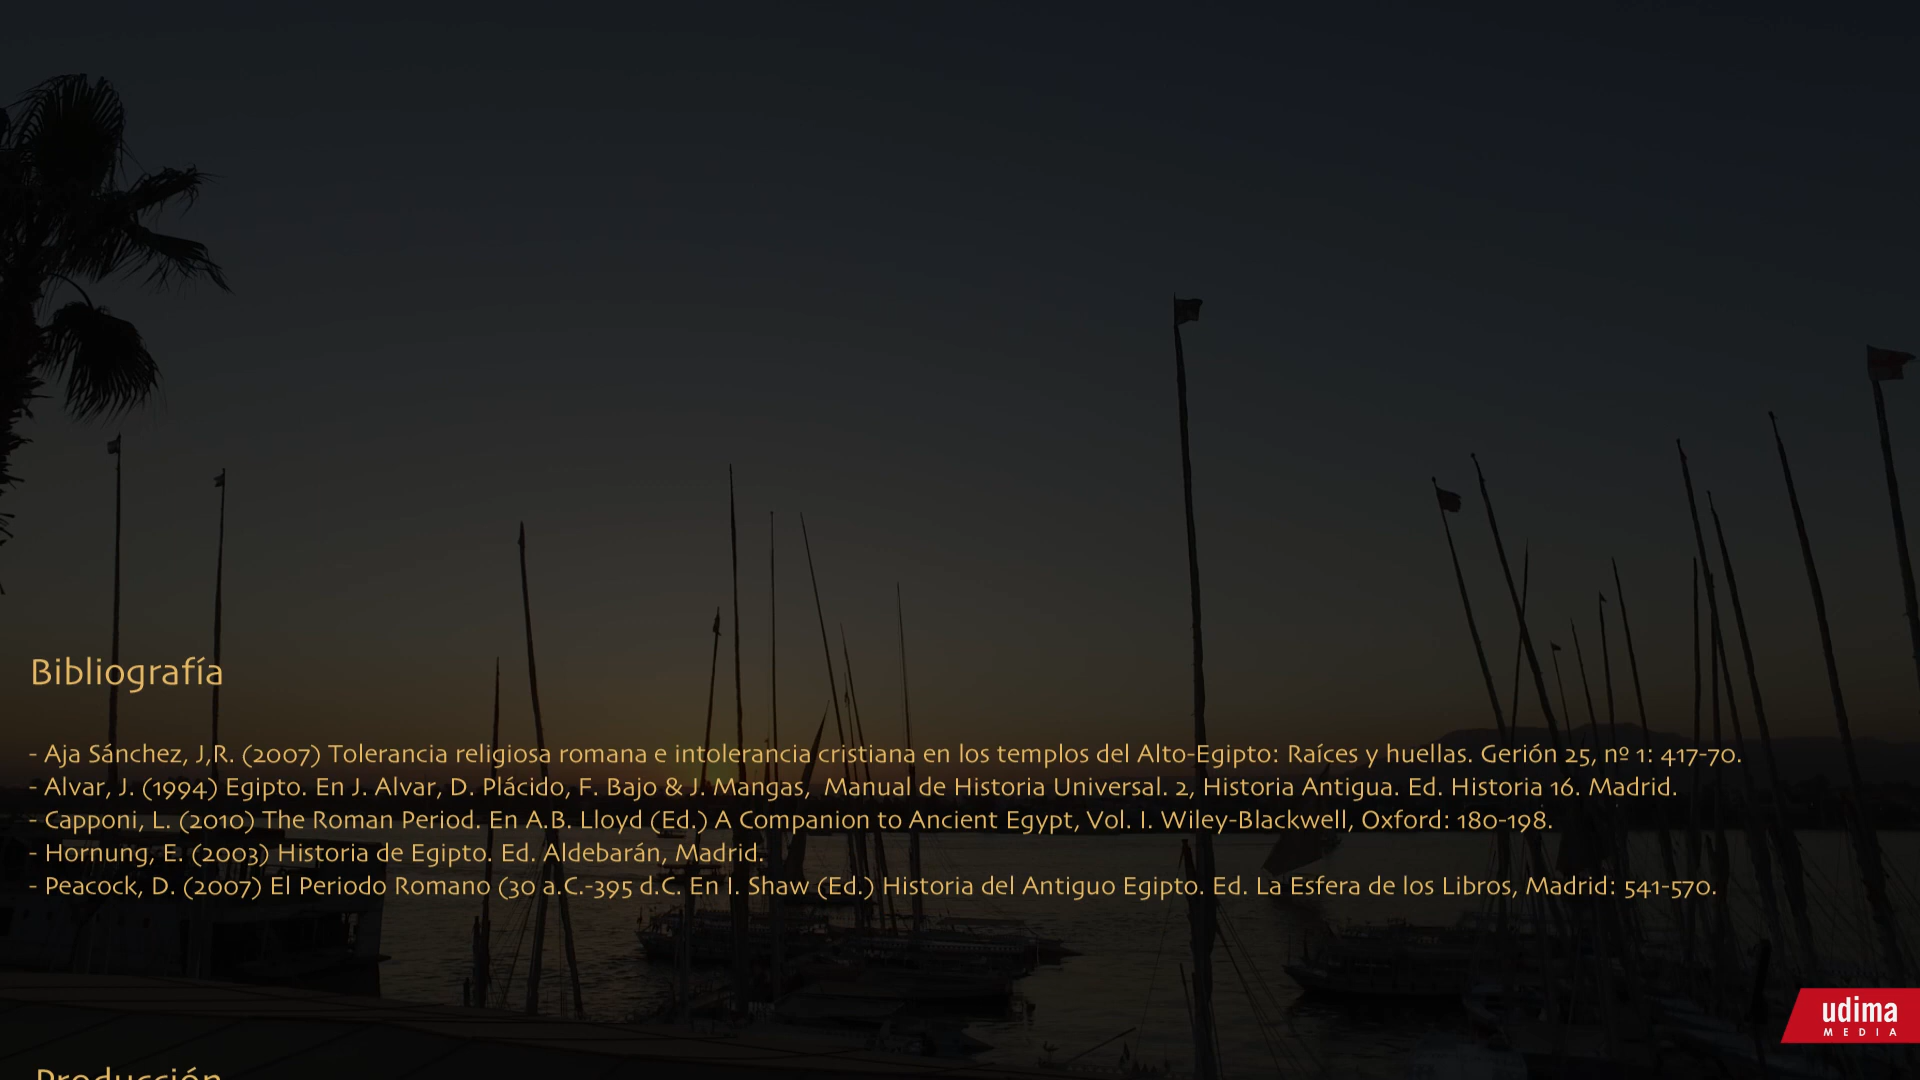 Bibliografía
- Aja Sánchez, J,R. (2007) Tolerancia religiosa romana e intolerancia cristiana en los templos del Alto-Egipto: Raíces y huellas. Gerión 25, nº 1: 417-70.
- Alvar, J. (1994) Egipto. En J. Alvar, D. Plácido, F. Bajo & J. Mangas,  Manual de Historia Universal. 2, Historia Antigua. Ed. Historia 16. Madrid.
- Capponi, L. (2010) The Roman Period. En A.B. Lloyd (Ed.) A Companion to Ancient Egypt, Vol. I. Wiley-Blackwell, Oxford: 180-198.
- Hornung, E. (2003) Historia de Egipto. Ed. Aldebarán, Madrid.
- Peacock, D. (2007) El Periodo Romano (30 a.C.-395 d.C. En I. Shaw (Ed.) Historia del Antiguo Egipto. Ed. La Esfera de los Libros, Madrid: 541-570.
udima
MEDIA
Producción